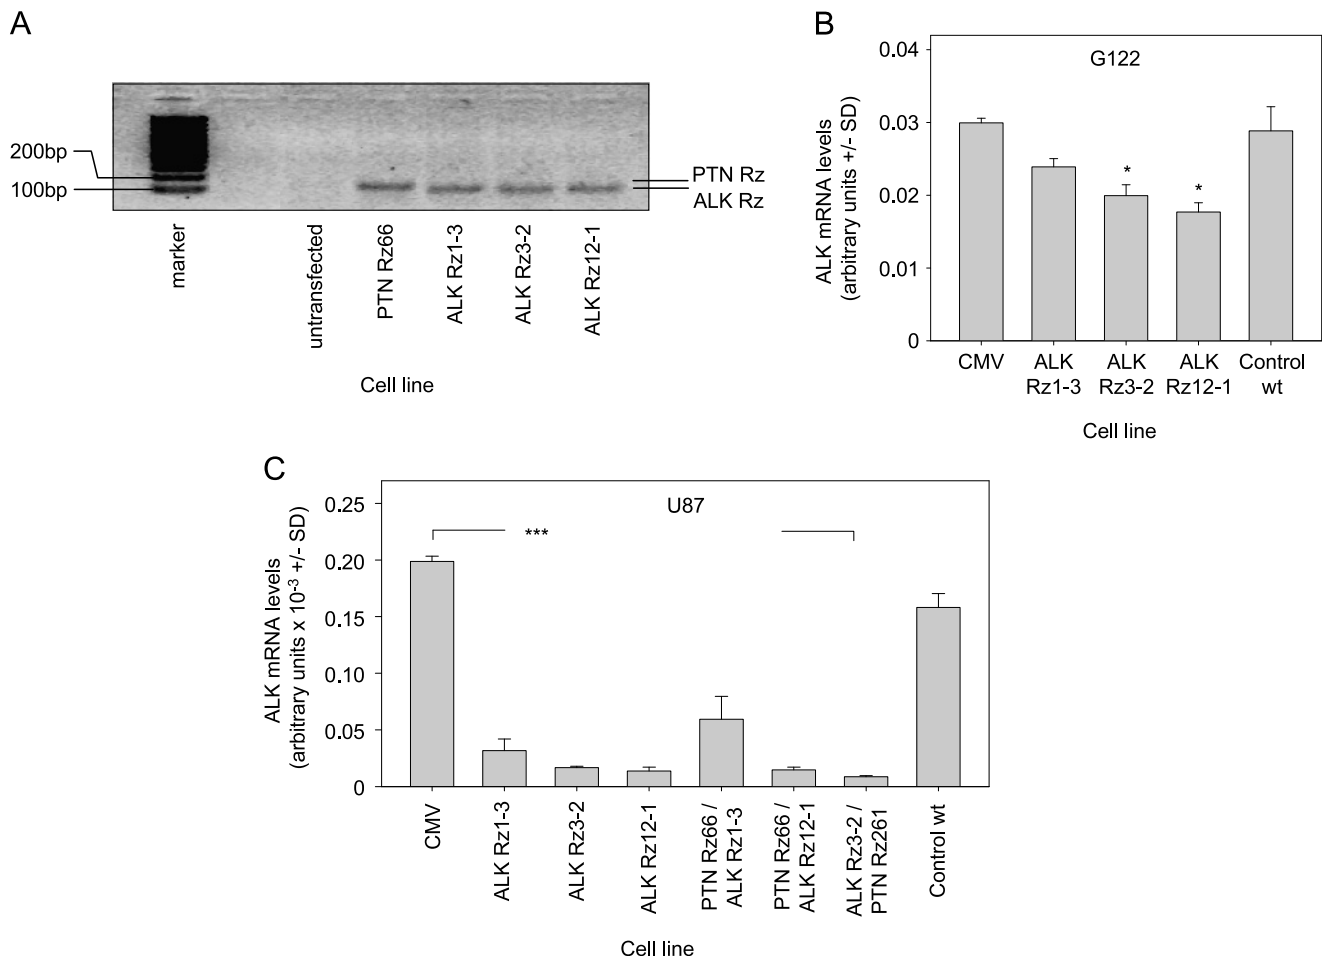 A
200bp
100bp
PTN Rz
ALK Rz
marker
untransfected
PTN Rz66
ALK Rz1-3
ALK Rz3-2
ALK Rz12-1
Cell line
B
G122
ALK mRNA levels
(arbitrary units +/- SD)
0.04
0.03
0.02
0.01
0
*
*
CMV
ALK
Rz1-3
ALK
Rz3-2
ALK
Rz12-1
Control
wt
Cell line
C
U87
ALK mRNA levels
(arbitrary units x 10⁻³ +/- SD)
0.25
0.20
0.15
0.10
0.05
0
***
CMV
ALK Rz1-3
ALK Rz3-2
ALK Rz12-1
PTN Rz66 /
ALK Rz1-3
PTN Rz66 /
ALK Rz12-1
ALK Rz3-2 /
PTN Rz261
Control wt
Cell line